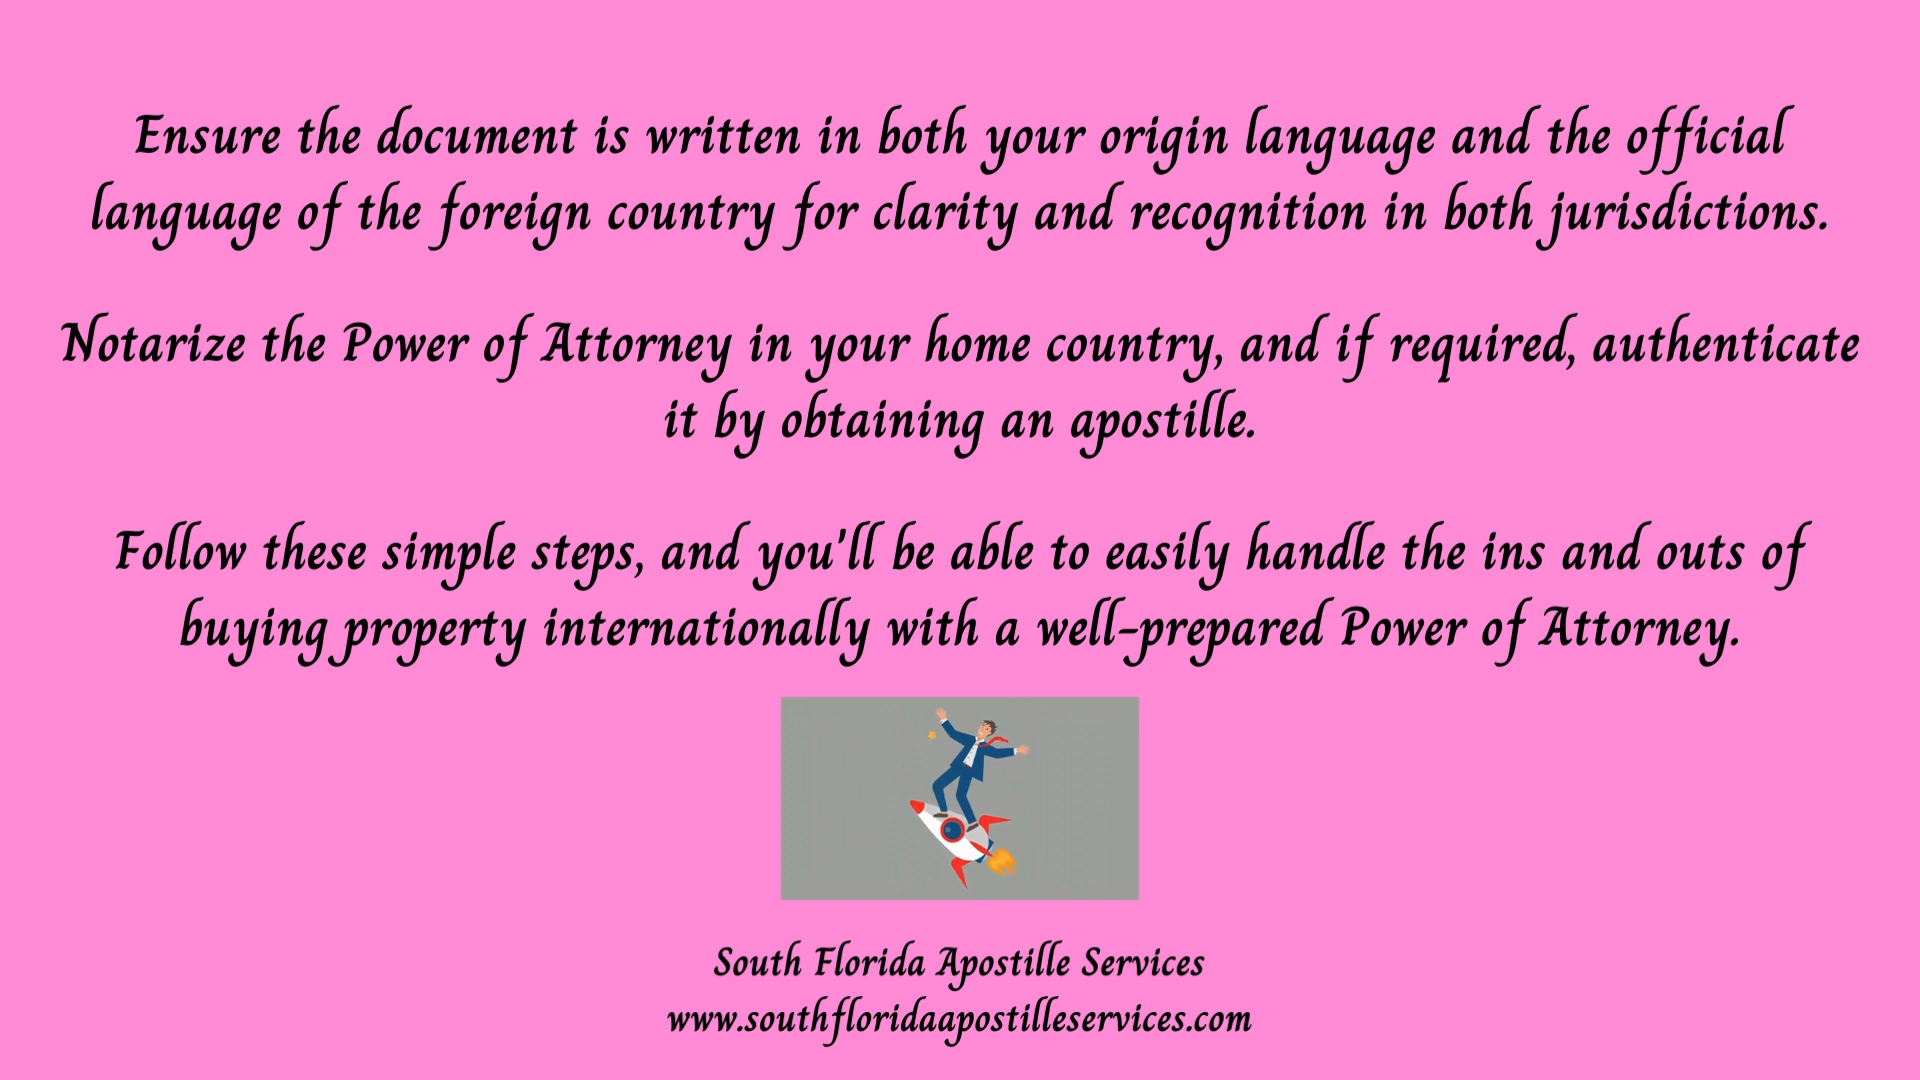 Ensure the document is written in both your origin language and the official
language of the foreign country for clarity and recognition in both jurisdictions.
Notarize the Power of Attorney in your home country, and if required, authenticate
it by obtaining an apostille.
Follow these simple steps, and you'll be able to easily handle the ins and outs of
buying property internationally with a well-prepared Power of Attorney.
South Florida Apostille Services
www.southfloridaapostilleservices.com